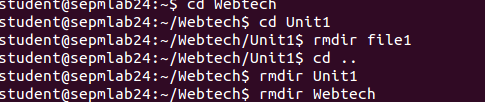 student@sepmlab24:~$ cd Webtech
student@sepmlab24:~/Webtech$ cd Unit1
student@sepmlab24:~/Webtech/Unit1$ rmdir file1
student@sepmlab24:~/Webtech/Unit1$ cd ..
student@sepmlab24:~/Webtech$ rmdir Unit1
student@sepmlab24:~/Webtech$ rmdir Webtech